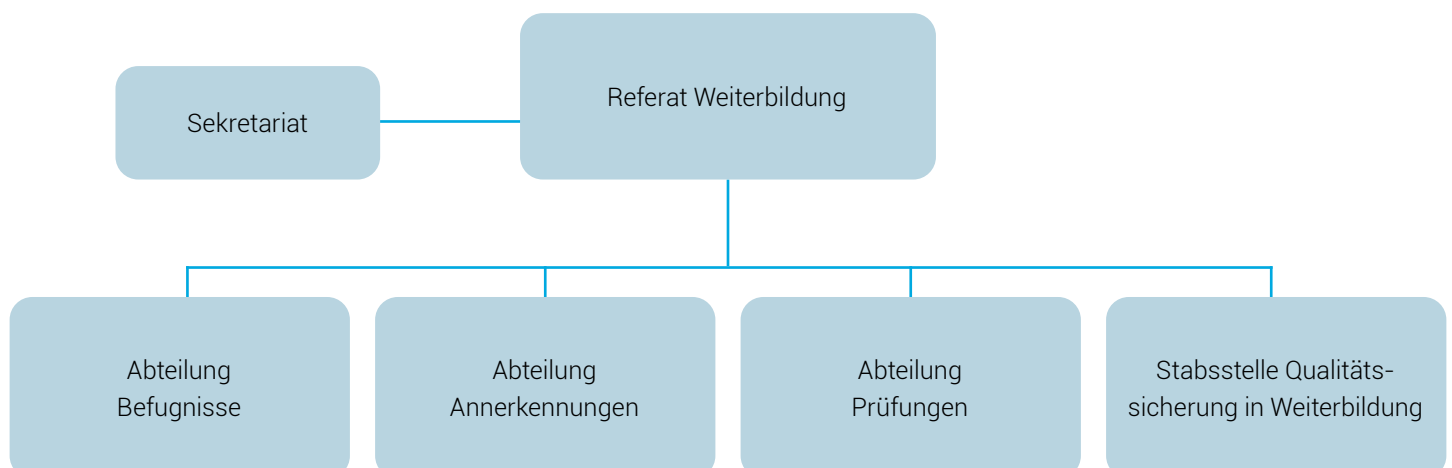 Referat Weiterbildung
Sekretariat
Abteilung
Befugnisse
Abteilung
Annerkennungen
Abteilung
Prüfungen
Stabsstelle Qualitäts-
sicherung in Weiterbildung